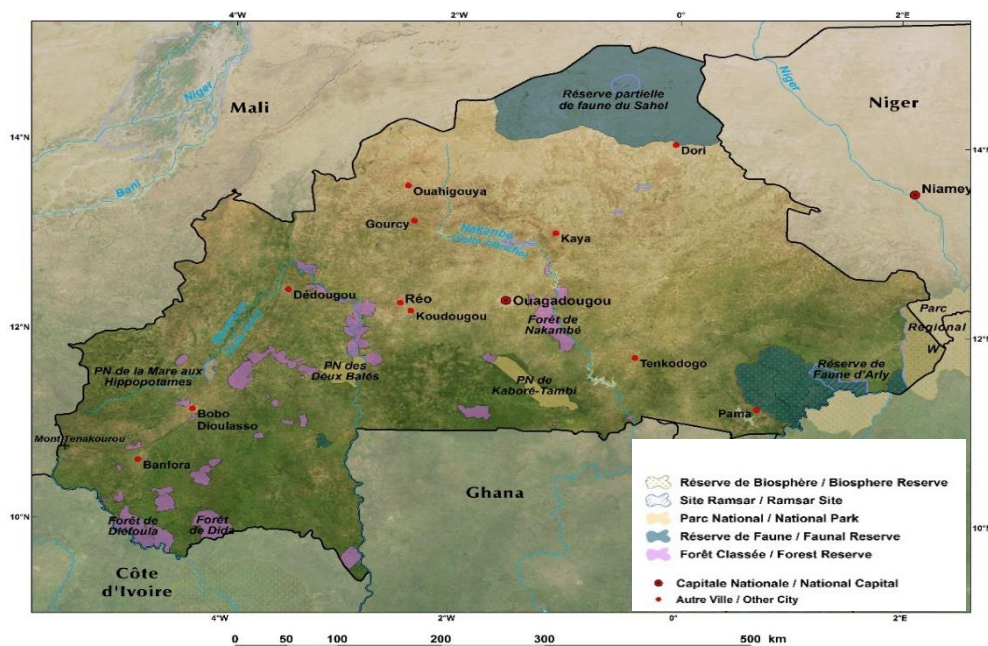 4°W 2°W 0° 2°E
Niger
Mali
Bani
14°N
Réserve partielle
de faune du Sahel
Niger
Niger
14°N
Dori
Niamey
Ouahigouya
Gourcy
Nakanbé
Kaya
Dédougou
Réo
Koudougou
Ouagadougou
Forêt de
Nakambé
12°N
12°N
PN de la Mare aux
Hippopotames
PN des
Deux Balés
PN de
Kaboré-Tambi
Tenkodogo
Réserve de
Faune d'Arly
Parc
Régional
W
Pama
Bobo
Dioulasso
Mont Tenakourou
Banfora
Ghana
10°N
10°N
Forêt de
Diéfoula
Forêt
de Dida
Côte
d'Ivoire
Réserve de Biosphère / Biosphere Reserve
Site Ramsar / Ramsar Site
Parc National / National Park
Réserve de Faune / Faunal Reserve
Forêt Classée / Forest Reserve
Capitale Nationale / National Capital
Autre Ville / Other City
4°W 2°W 0° 2°E
0 50 100 200 300 500 km